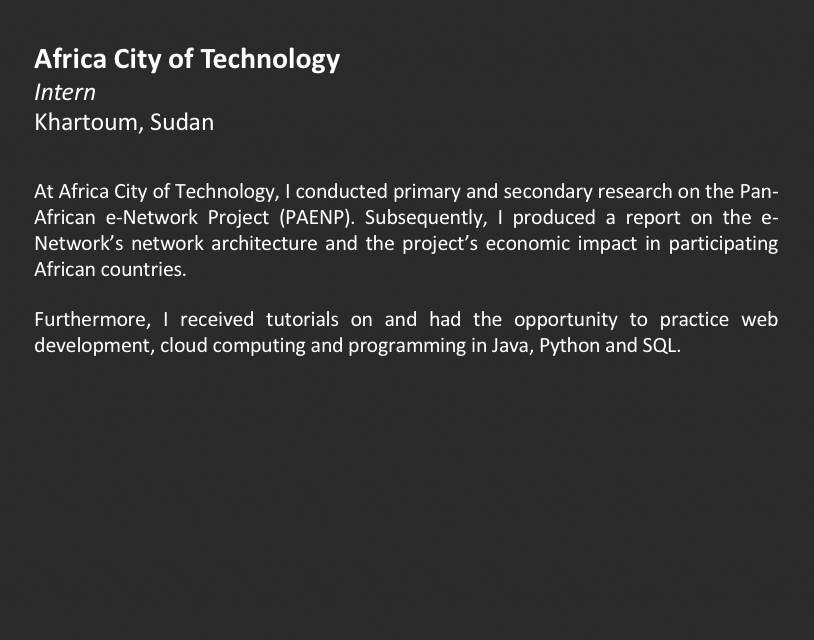 Africa City of Technology
Intern
Khartoum, Sudan
At Africa City of Technology, I conducted primary and secondary research on the Pan-
African e-Network Project (PAENP). Subsequently, I produced a report on the e-
Network’s network architecture and the project’s economic impact in participating
African countries.
Furthermore, I received tutorials on and had the opportunity to practice web
development, cloud computing and programming in Java, Python and SQL.